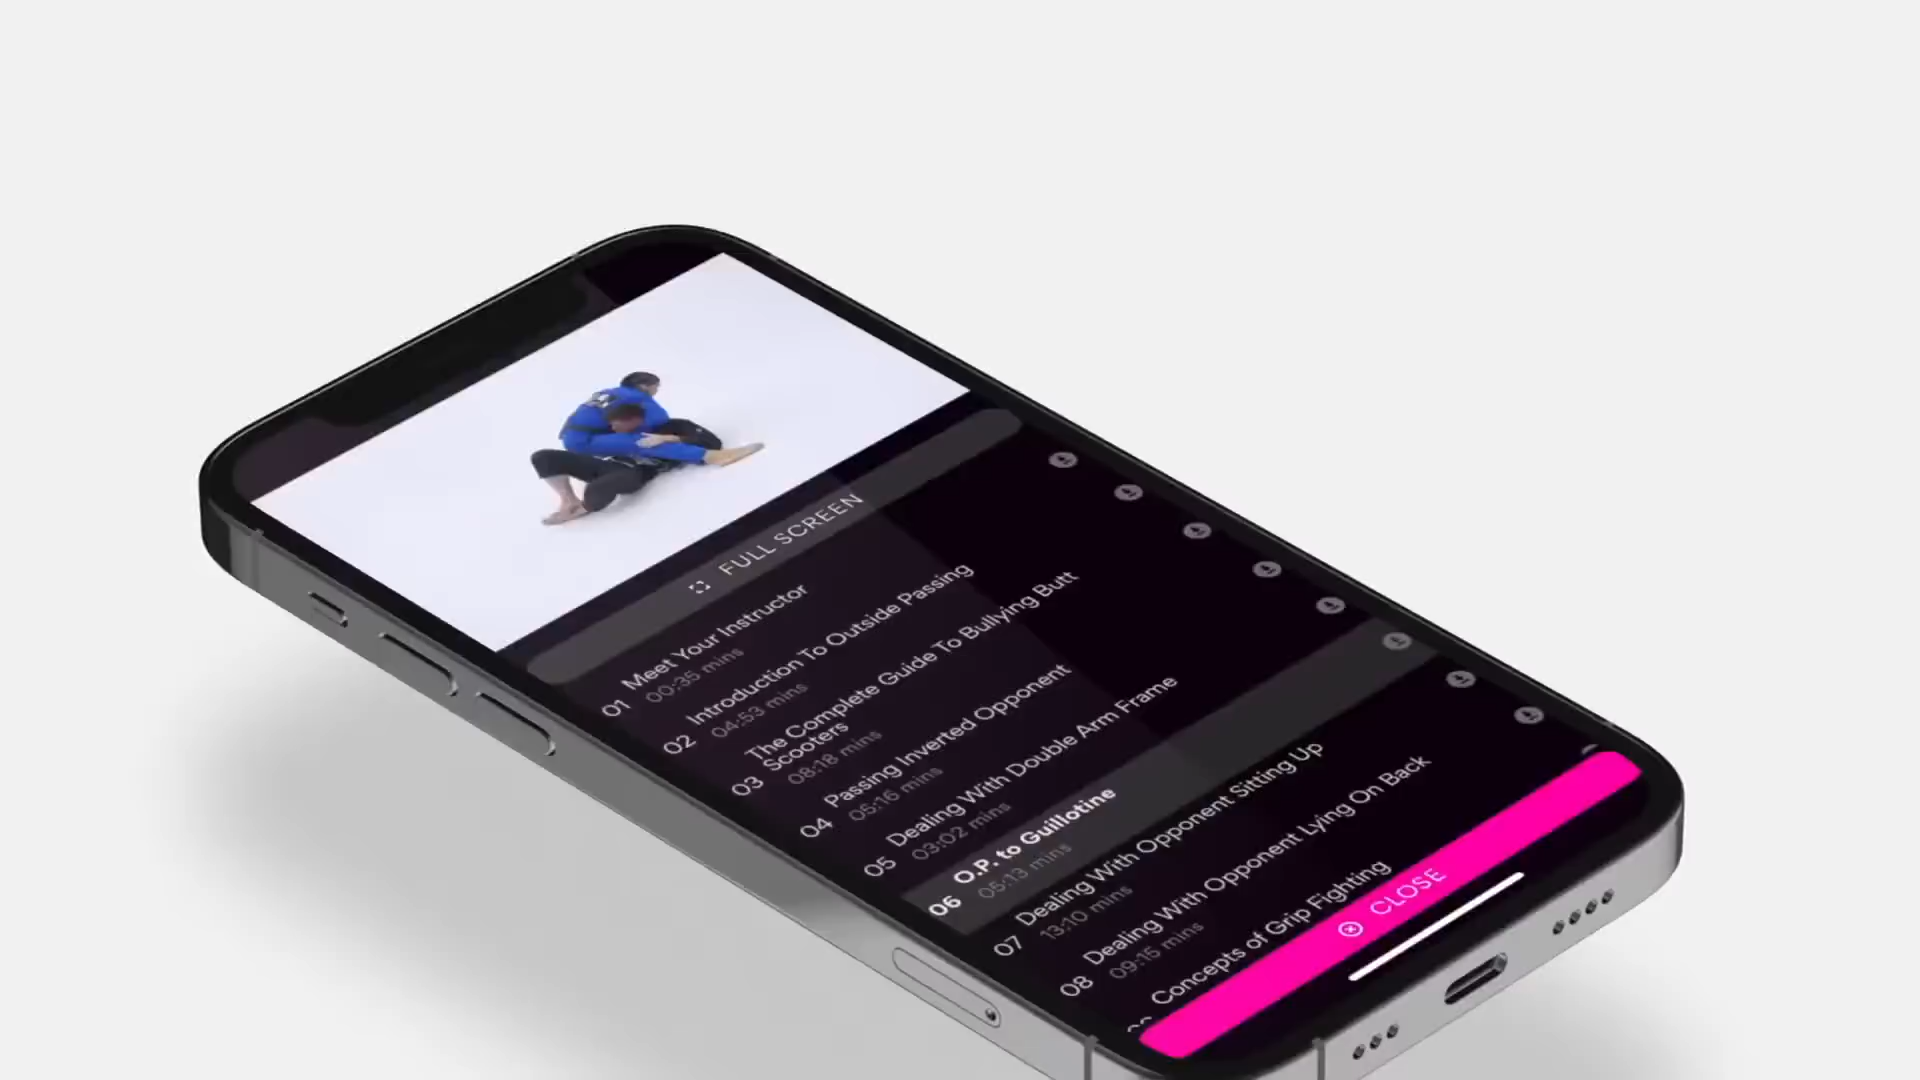 FULL SCREEN
01 Meet Your Instructor
00:35 mins
02 Introduction To Outside Passing
04:53 mins
03 The Complete Guide To Bullying Butt
Scooters
08:18 mins
04 Passing Inverted Opponent
05:16 mins
05 Dealing With Double Arm Frame
03:02 mins
06 O.P. to Guillotine
05:13 mins
07 Dealing With Opponent Sitting Up
13:10 mins
08 Dealing With Opponent Lying On Back
09:15 mins
Concepts of Grip Fighting
CLOSE